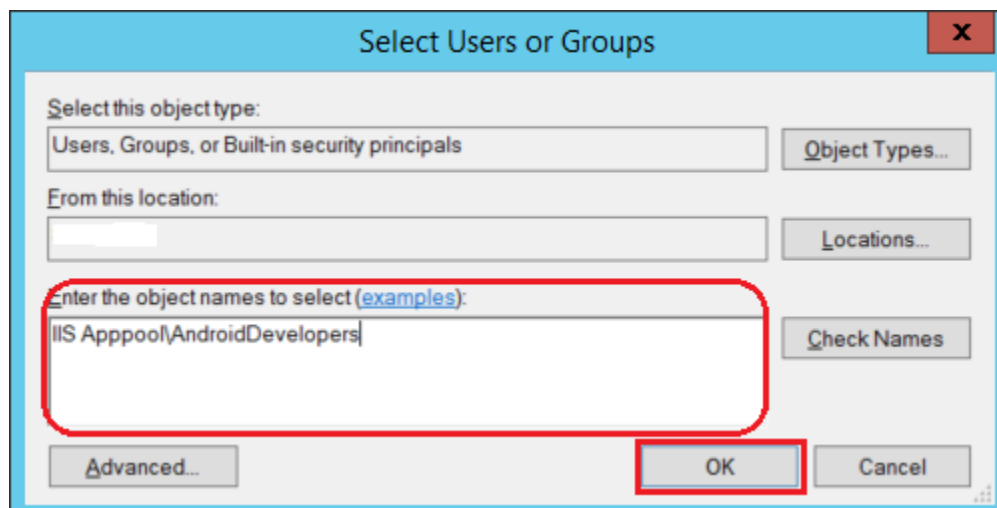 Select Users or Groups
x
Select this object type:
Users, Groups, or Built-in security principals
Object Types...
From this location:
Locations...
Enter the object names to select (examples):
IIS Apppool\AndroidDevelopers
Check Names
Advanced...
OK
Cancel